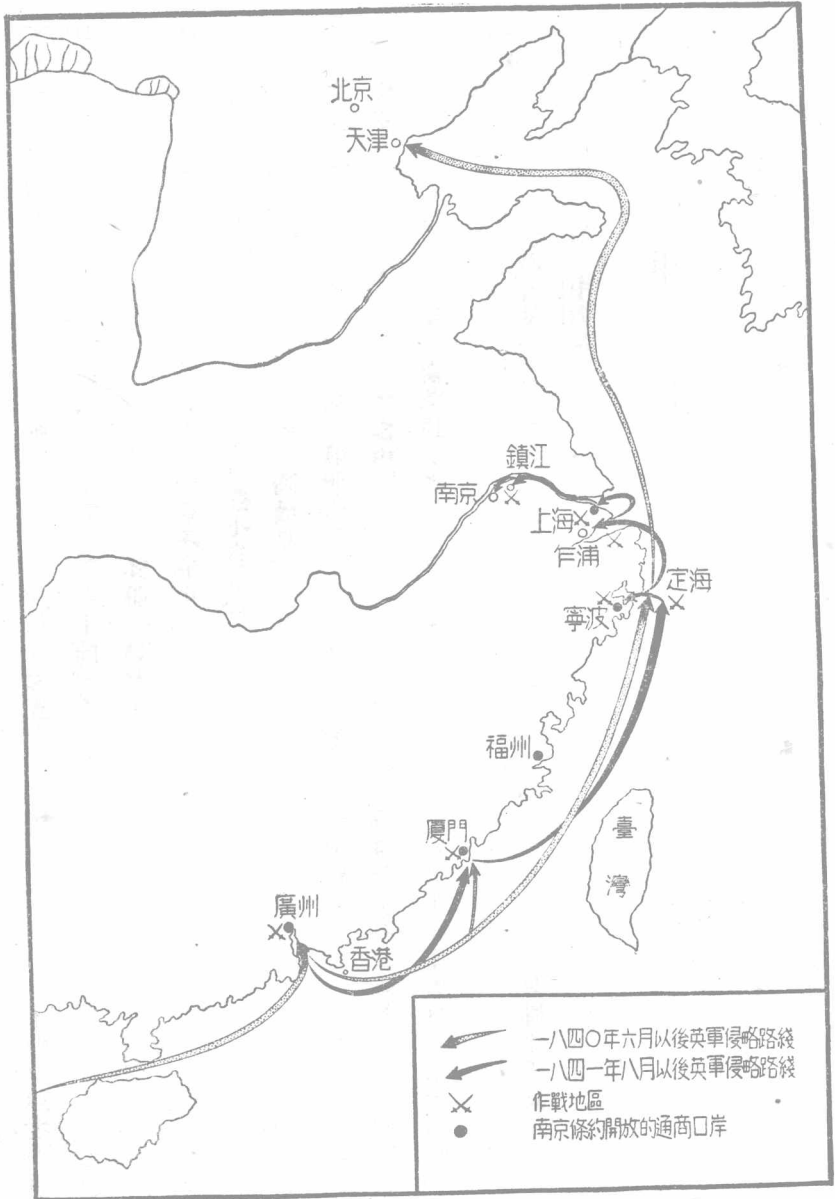 北京
天津
鎮江
南京
上海
乍浦
定海
寧波
福州
廈門
臺灣
廣州
香港
一八四〇年六月以後英軍侵略路綫
一八四一年八月以後英軍侵略路綫
作戰地區
南京條約開放的通商口岸